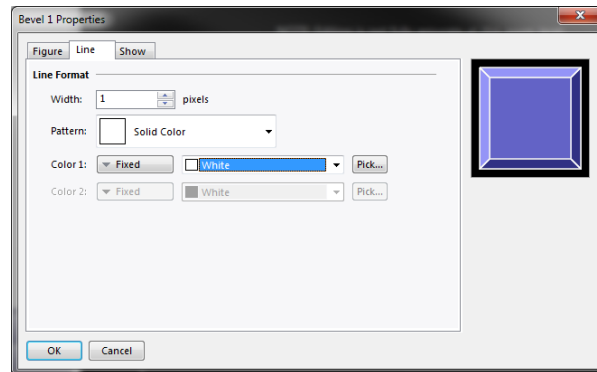 Bevel 1 Properties
Figure Line Show
Line Format
Width: 1 pixels
Pattern: Solid Color
Color 1: Fixed White Pick...
Color 2: Fixed White Pick...
OK Cancel